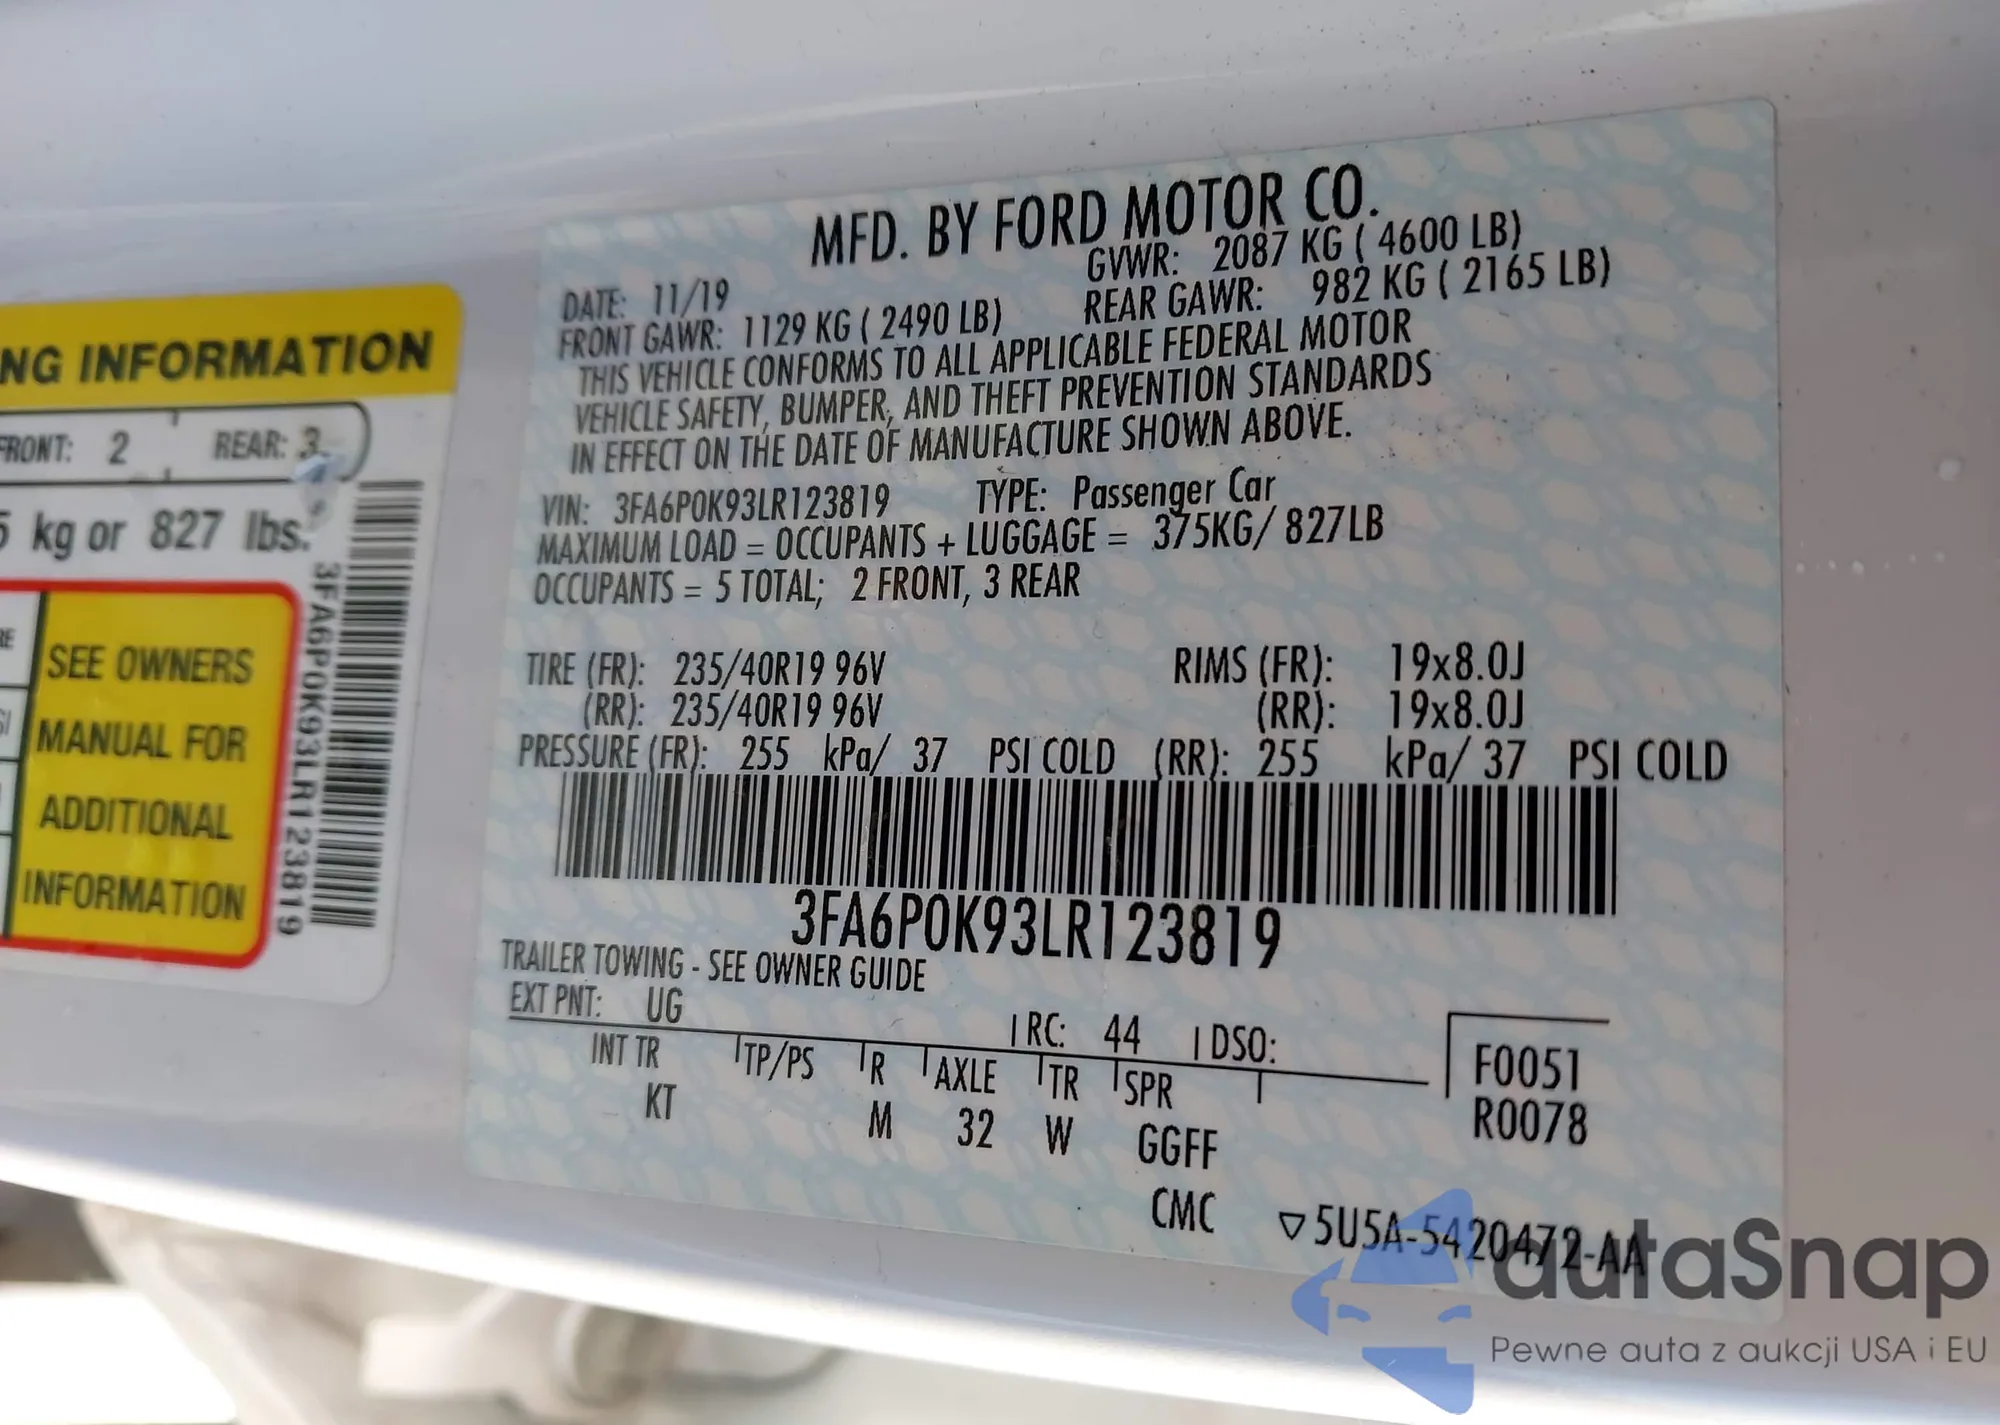 NG INFORMATION
FRONT: 2 REAR: 3
5 kg or 827 lbs.
SEE OWNERS
MANUAL FOR
ADDITIONAL
INFORMATION
3FA6P0K93LR123819
MFD. BY FORD MOTOR CO.
DATE: 11/19 GVWR: 2087 KG ( 4600 LB)
FRONT GAWR: 1129 KG ( 2490 LB) REAR GAWR: 982 KG ( 2165 LB)
THIS VEHICLE CONFORMS TO ALL APPLICABLE FEDERAL MOTOR
VEHICLE SAFETY, BUMPER, AND THEFT PREVENTION STANDARDS
IN EFFECT ON THE DATE OF MANUFACTURE SHOWN ABOVE.
VIN: 3FA6P0K93LR123819 TYPE: Passenger Car
MAXIMUM LOAD = OCCUPANTS + LUGGAGE = 375KG/ 827LB
OCCUPANTS = 5 TOTAL; 2 FRONT, 3 REAR
TIRE (FR): 235/40R19 96V RIMS (FR): 19x8.0J
(RR): 235/40R19 96V (RR): 19x8.0J
PRESSURE (FR): 255 kPa/ 37 PSI COLD (RR): 255 kPa/ 37 PSI COLD
3FA6P0K93LR123819
TRAILER TOWING - SEE OWNER GUIDE
EXT PNT: UG RC: 44 DSO:
INT TR TP/PS R AXLE TR SPR F0051
KT M 32 W GGFF R0078
CMC ▽5U5A-5420472-AA
autaSnap
Pewne auta z aukcji USA i EU